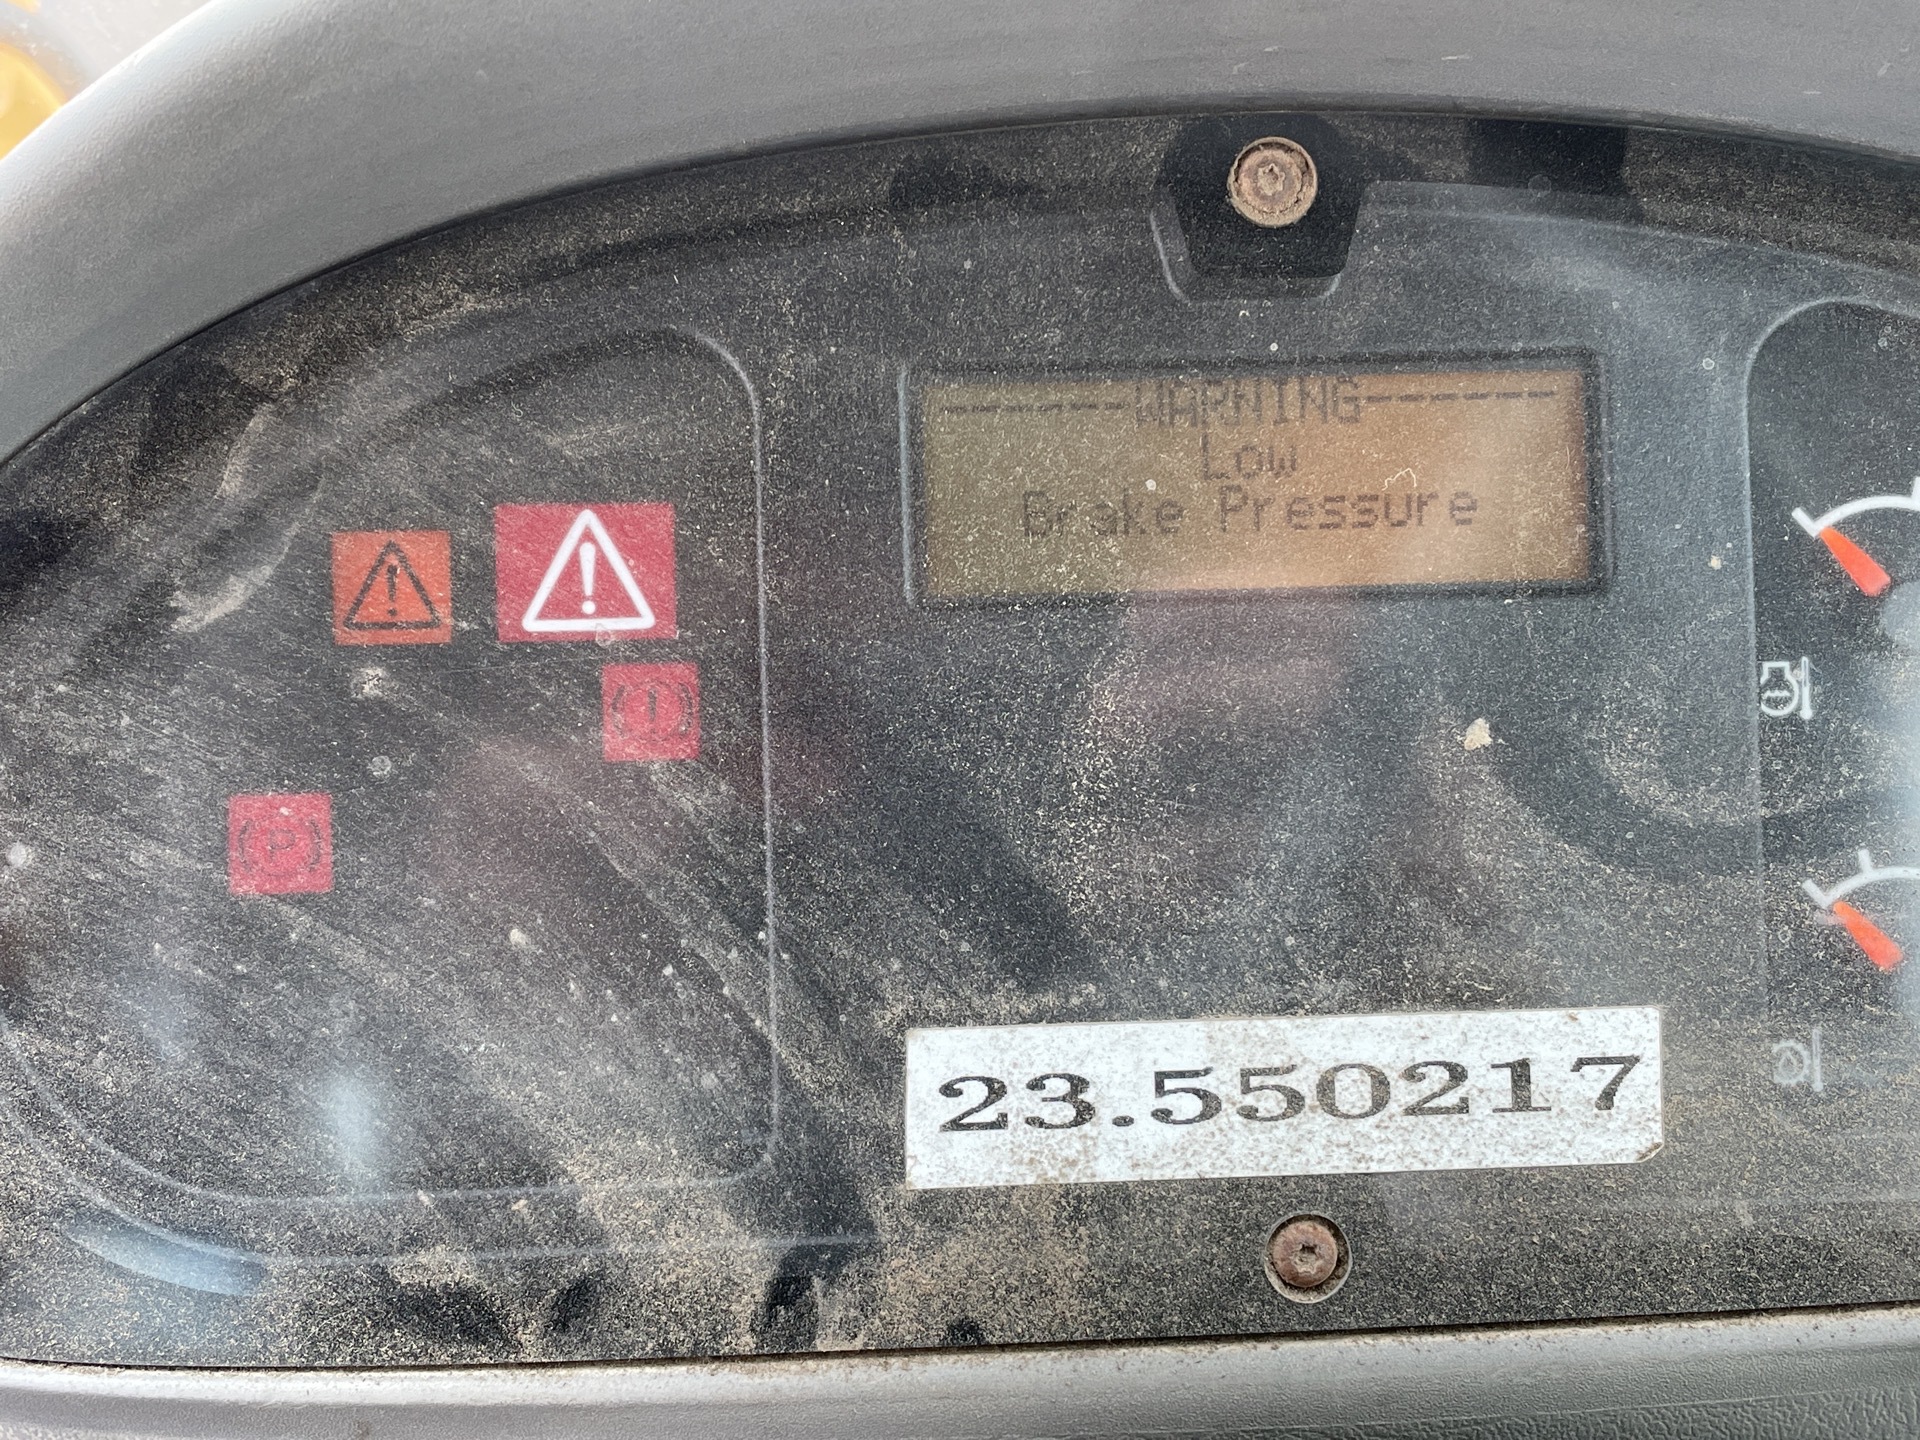 -------WARNING-------
Low
Brake Pressure
(!)
(P)
23.550217